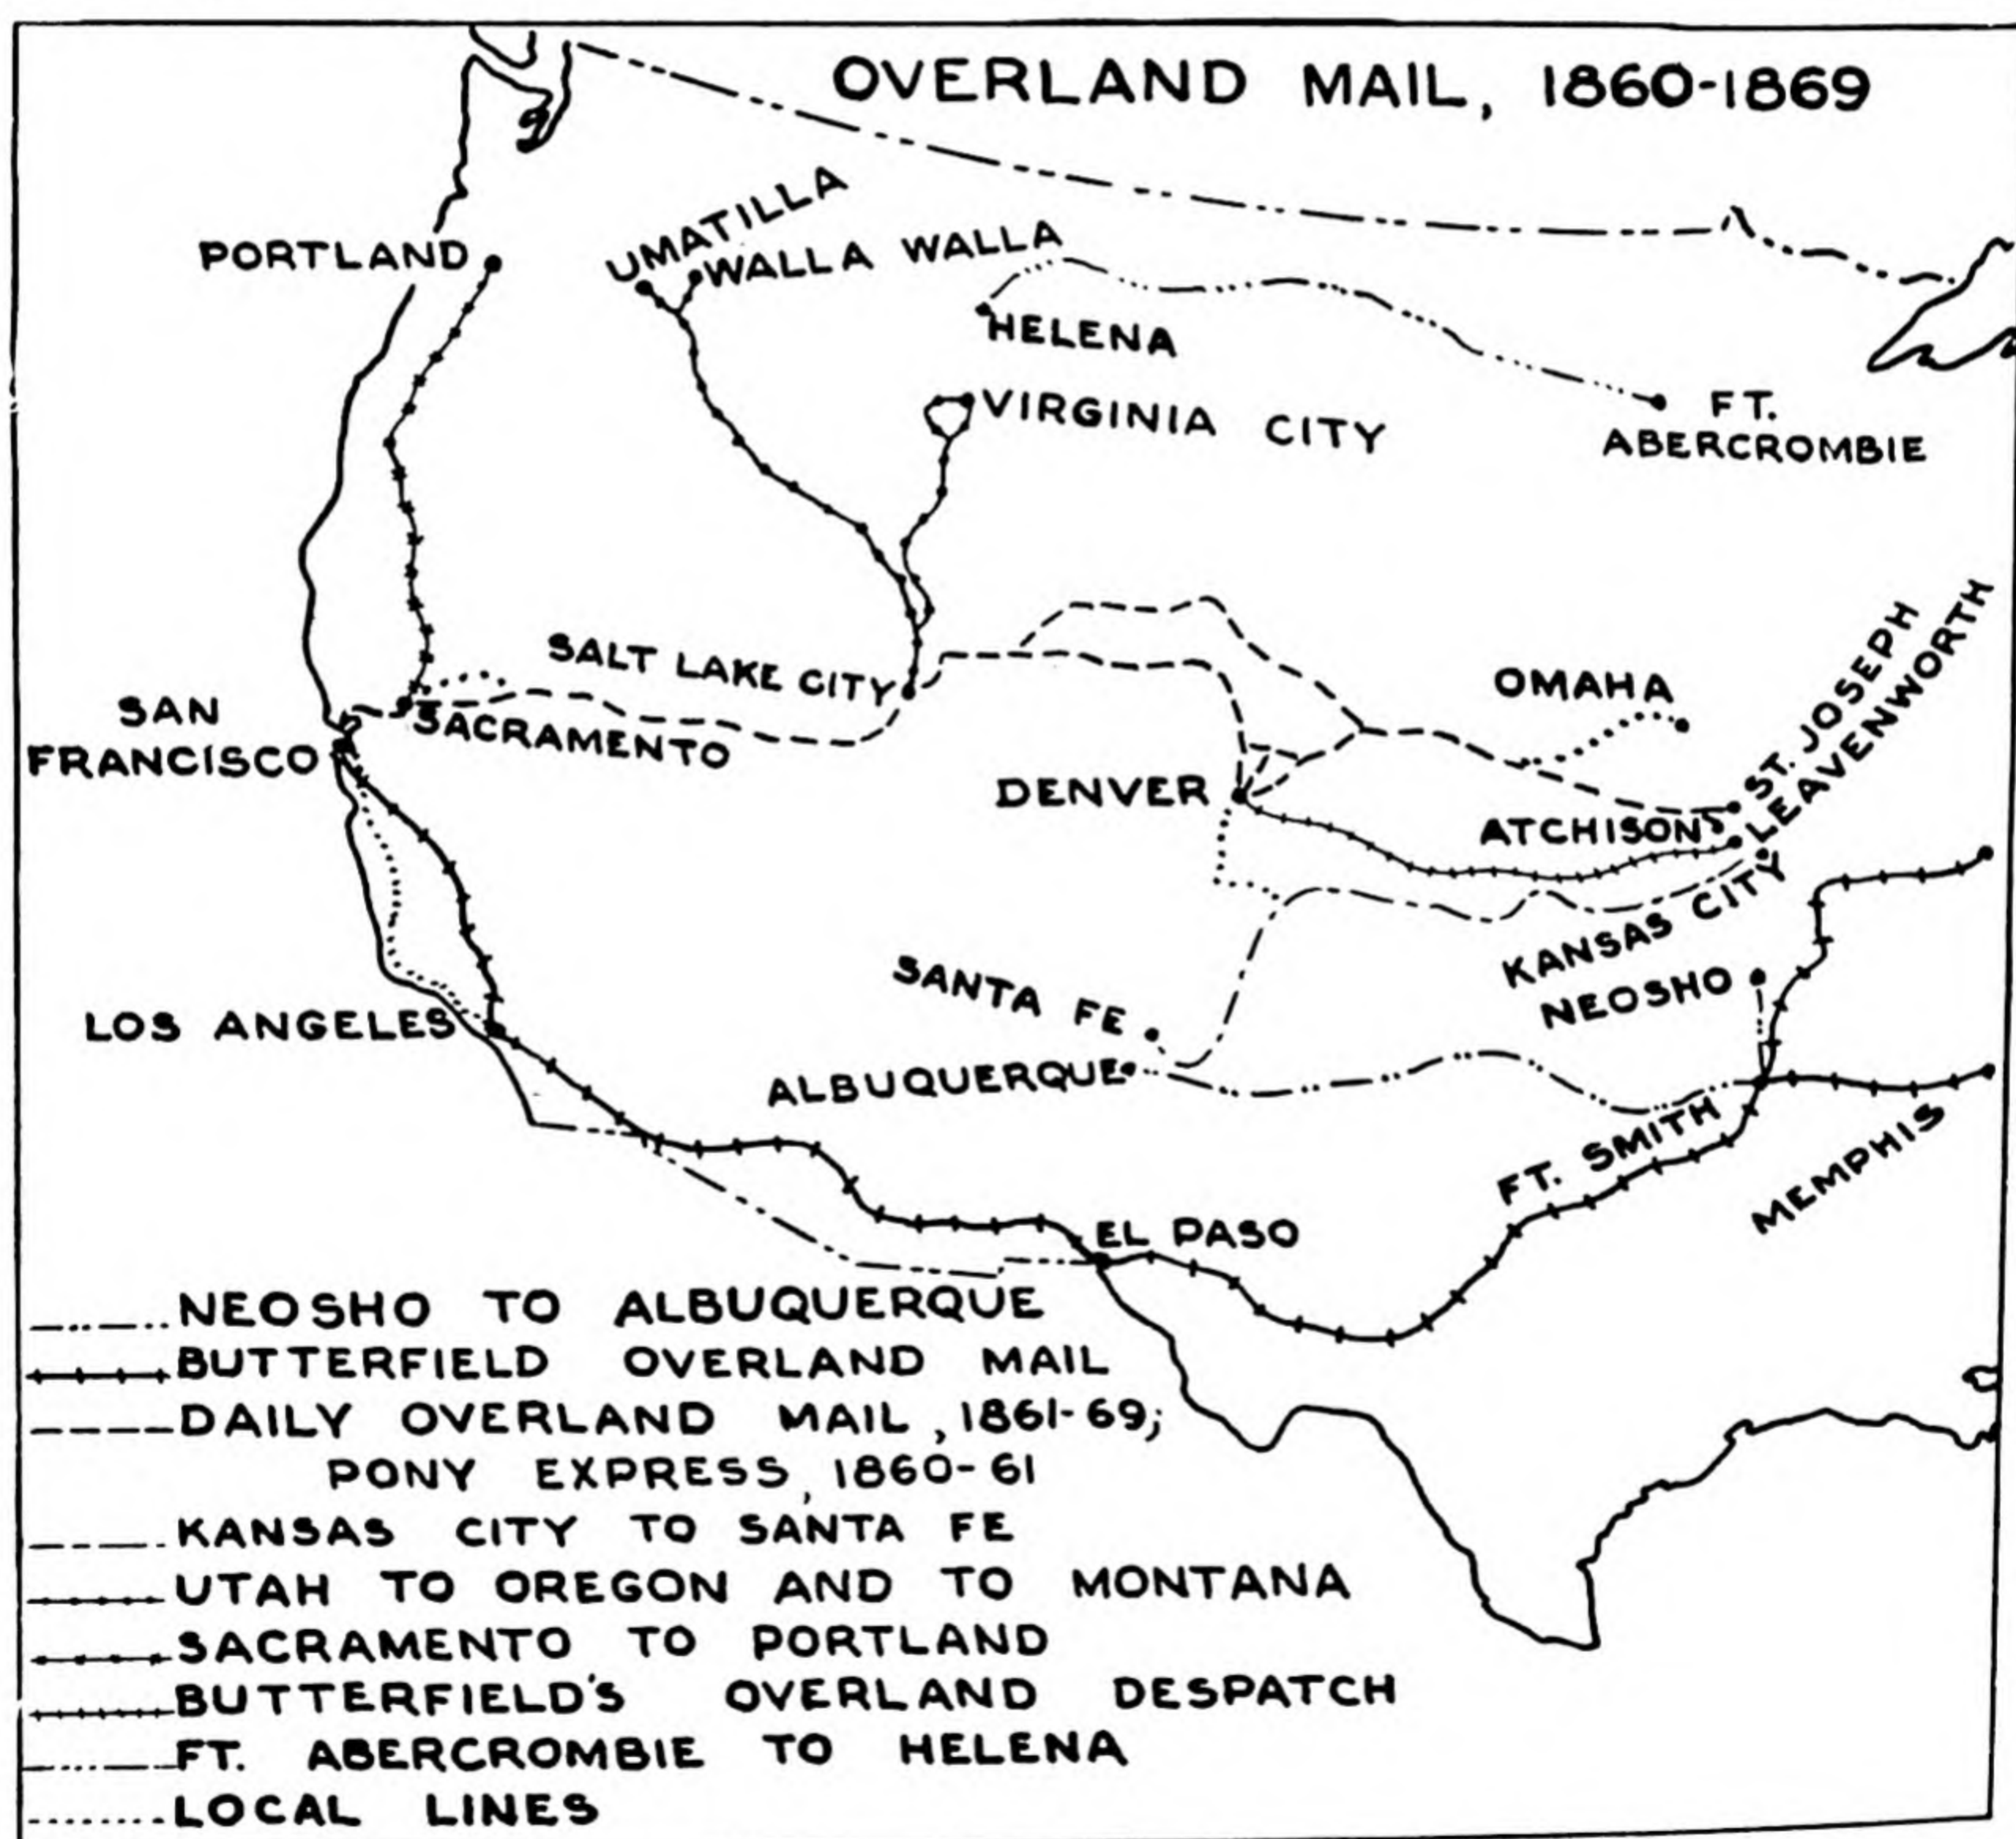 OVERLAND MAIL, 1860-1869
UMATILLA
PORTLAND
WALLA WALLA
HELENA
VIRGINIA CITY
FT.
ABERCROMBIE
SALT LAKE CITY
OMAHA
ST. JOSEPH
LEAVENWORTH
SAN
FRANCISCO
SACRAMENTO
DENVER
ATCHISON
KANSAS CITY
SANTA FE
NEOSHO
LOS ANGELES
ALBUQUERQUE
FT. SMITH
MEMPHIS
EL PASO
NEOSHO TO ALBUQUERQUE
BUTTERFIELD OVERLAND MAIL
DAILY OVERLAND MAIL, 1861-69;
PONY EXPRESS, 1860-61
KANSAS CITY TO SANTA FE
UTAH TO OREGON AND TO MONTANA
SACRAMENTO TO PORTLAND
BUTTERFIELD'S OVERLAND DESPATCH
FT. ABERCROMBIE TO HELENA
LOCAL LINES